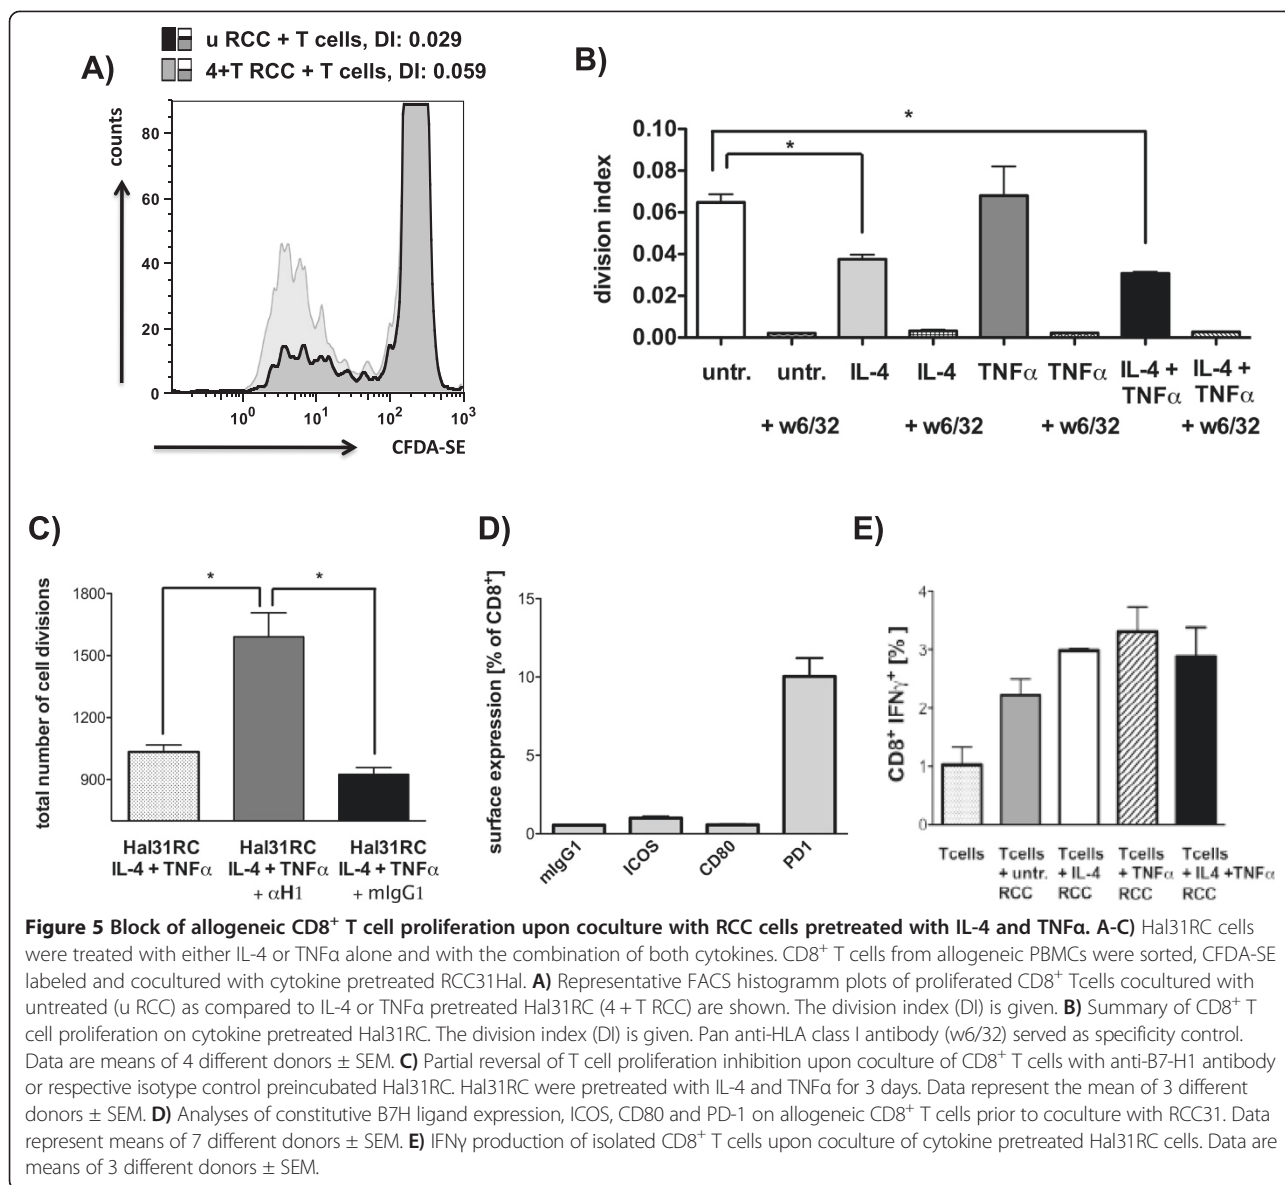 A)
u RCC + T cells, DI: 0.029
4+T RCC + T cells, DI: 0.059
counts
80
60
40
20
0
10⁰ 10¹ 10² 10³
CFDA-SE
B)
division index
0.10
0.08
0.06
0.04
0.02
0.00
*
*
untr. untr. IL-4 IL-4 TNFα TNFα IL-4 + IL-4 +
TNFα TNFα
+ w6/32 + w6/32 + w6/32 + w6/32
C)
total number of cell divisions
1800
1500
1200
900
* *
Hal31RC Hal31RC Hal31RC
IL-4 + TNFα IL-4 + TNFα IL-4 + TNFα
+ αH1 + mIgG1
D)
surface expression [% of CD8⁺]
15
10
5
0
mIgG1 ICOS CD80 PD1
E)
CD8⁺ IFNγ⁺ [% ]
4
3
2
1
0
Tcells Tcells Tcells Tcells Tcells
+ untr. + IL-4 + TNFα + IL4 +TNFα
RCC RCC RCC RCC
Figure 5 Block of allogeneic CD8⁺ T cell proliferation upon coculture with RCC cells pretreated with IL-4 and TNFα. A-C) Hal31RC cells
were treated with either IL-4 or TNFα alone and with the combination of both cytokines. CD8⁺ T cells from allogeneic PBMCs were sorted, CFDA-SE
labeled and cocultured with cytokine pretreated RCC31Hal. A) Representative FACS histogramm plots of proliferated CD8⁺ Tcells cocultured with
untreated (u RCC) as compared to IL-4 or TNFα pretreated Hal31RC (4 + T RCC) are shown. The division index (DI) is given. B) Summary of CD8⁺ T
cell proliferation on cytokine pretreated Hal31RC. The division index (DI) is given. Pan anti-HLA class I antibody (w6/32) served as specificity control.
Data are means of 4 different donors ± SEM. C) Partial reversal of T cell proliferation inhibition upon coculture of CD8⁺ T cells with anti-B7-H1 antibody
or respective isotype control preincubated Hal31RC. Hal31RC were pretreated with IL-4 and TNFα for 3 days. Data represent the mean of 3 different
donors ± SEM. D) Analyses of constitutive B7H ligand expression, ICOS, CD80 and PD-1 on allogeneic CD8⁺ T cells prior to coculture with RCC31. Data
represent means of 7 different donors ± SEM. E) IFNγ production of isolated CD8⁺ T cells upon coculture of cytokine pretreated Hal31RC cells. Data are
means of 3 different donors ± SEM.